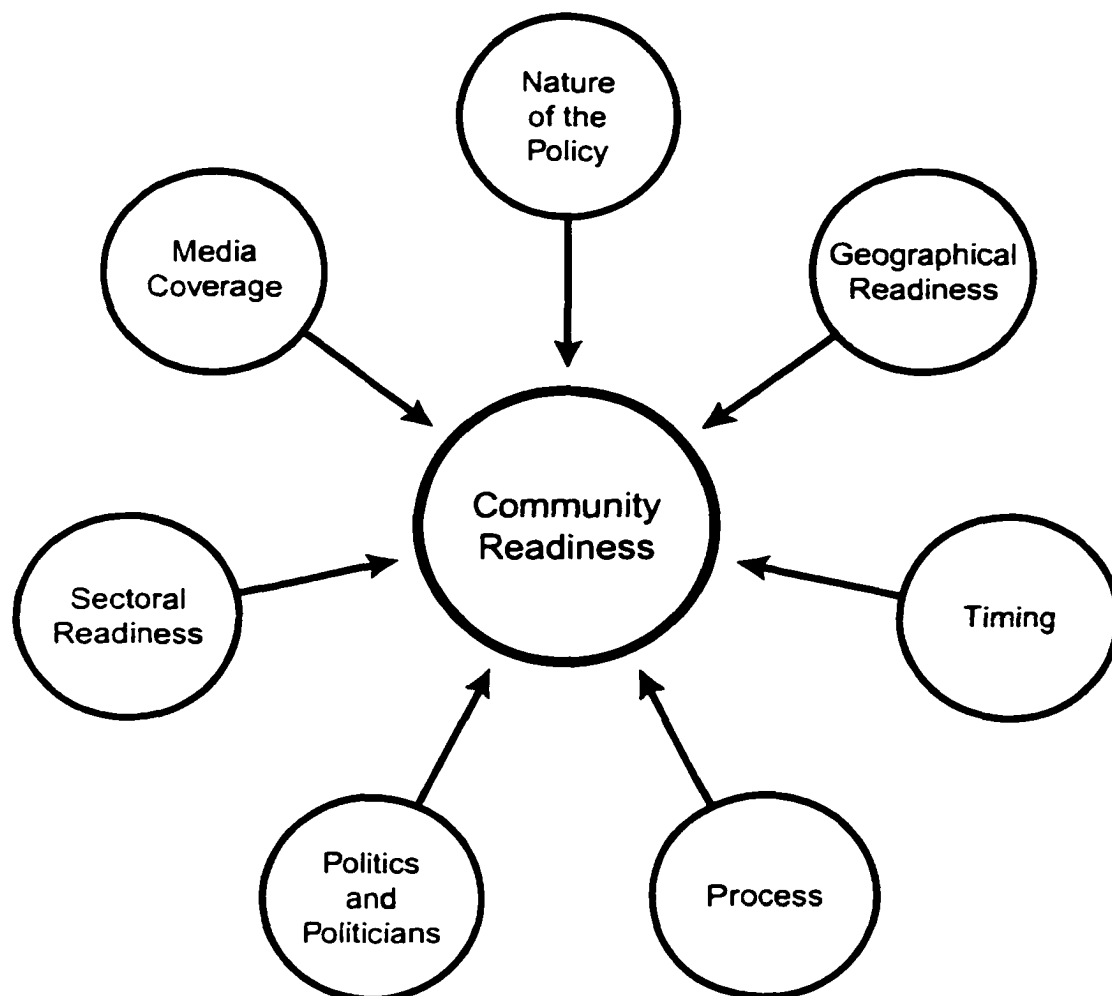 Nature
of the
Policy
Media
Coverage
Geographical
Readiness
Community
Readiness
Sectoral
Readiness
Timing
Politics
and
Politicians
Process